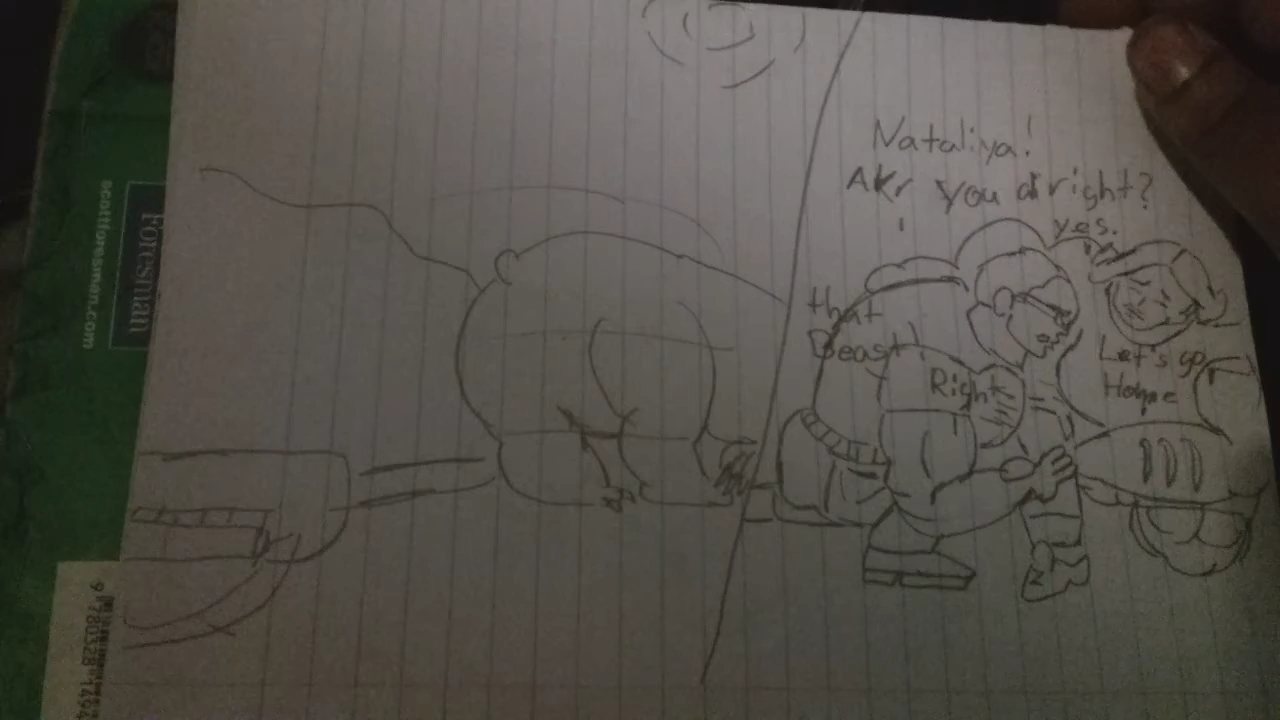 Nataliya!
AKr you alright?
yes.
that
Beast!
Right
Let's go
Home
Foresman
scottforesman.com